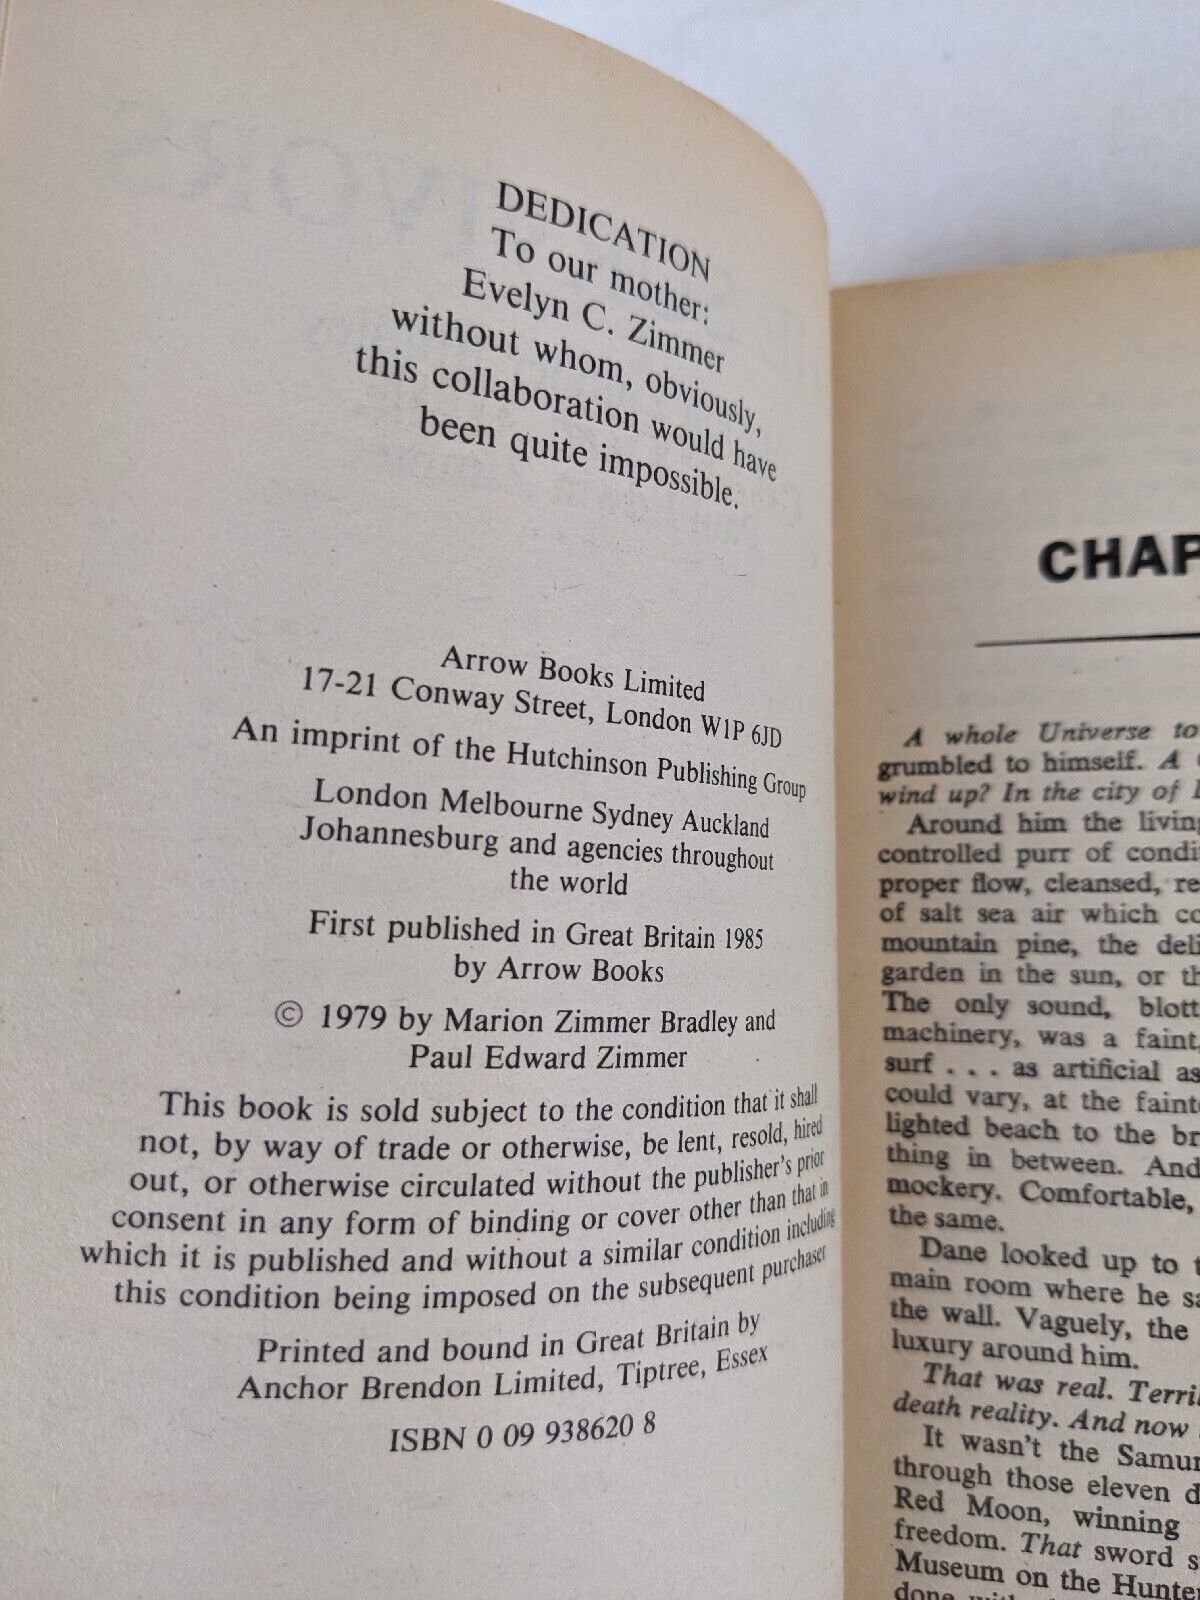 DEDICATION
To our mother:
Evelyn C. Zimmer
without whom, obviously,
this collaboration would have
been quite impossible.
Arrow Books Limited
17-21 Conway Street, London W1P 6JD
An imprint of the Hutchinson Publishing Group
London Melbourne Sydney Auckland
Johannesburg and agencies throughout
the world
First published in Great Britain 1985
by Arrow Books
© 1979 by Marion Zimmer Bradley and
Paul Edward Zimmer
This book is sold subject to the condition that it shall
not, by way of trade or otherwise, be lent, resold, hired
out, or otherwise circulated without the publisher's prior
consent in any form of binding or cover other than that in
which it is published and without a similar condition including
this condition being imposed on the subsequent purchaser
Printed and bound in Great Britain by
Anchor Brendon Limited, Tiptree, Essex
ISBN 0 09 938620 8
CHAP
A whole Universe to
grumbled to himself. A
wind up? In the city of
Around him the living
controlled purr of condi
proper flow, cleansed, re
of salt sea air which co
mountain pine, the deli
garden in the sun, or th
The only sound, blott
machinery, was a faint,
surf . . . as artificial as
could vary, at the fainte
lighted beach to the br
thing in between. And
mockery. Comfortable,
the same.
Dane looked up to t
main room where he sa
the wall. Vaguely, the
luxury around him.
That was real. Terril
death reality. And now
It wasn't the Samur
through those eleven d
Red Moon, winning
freedom. That sword s
Museum on the Hunter
done with